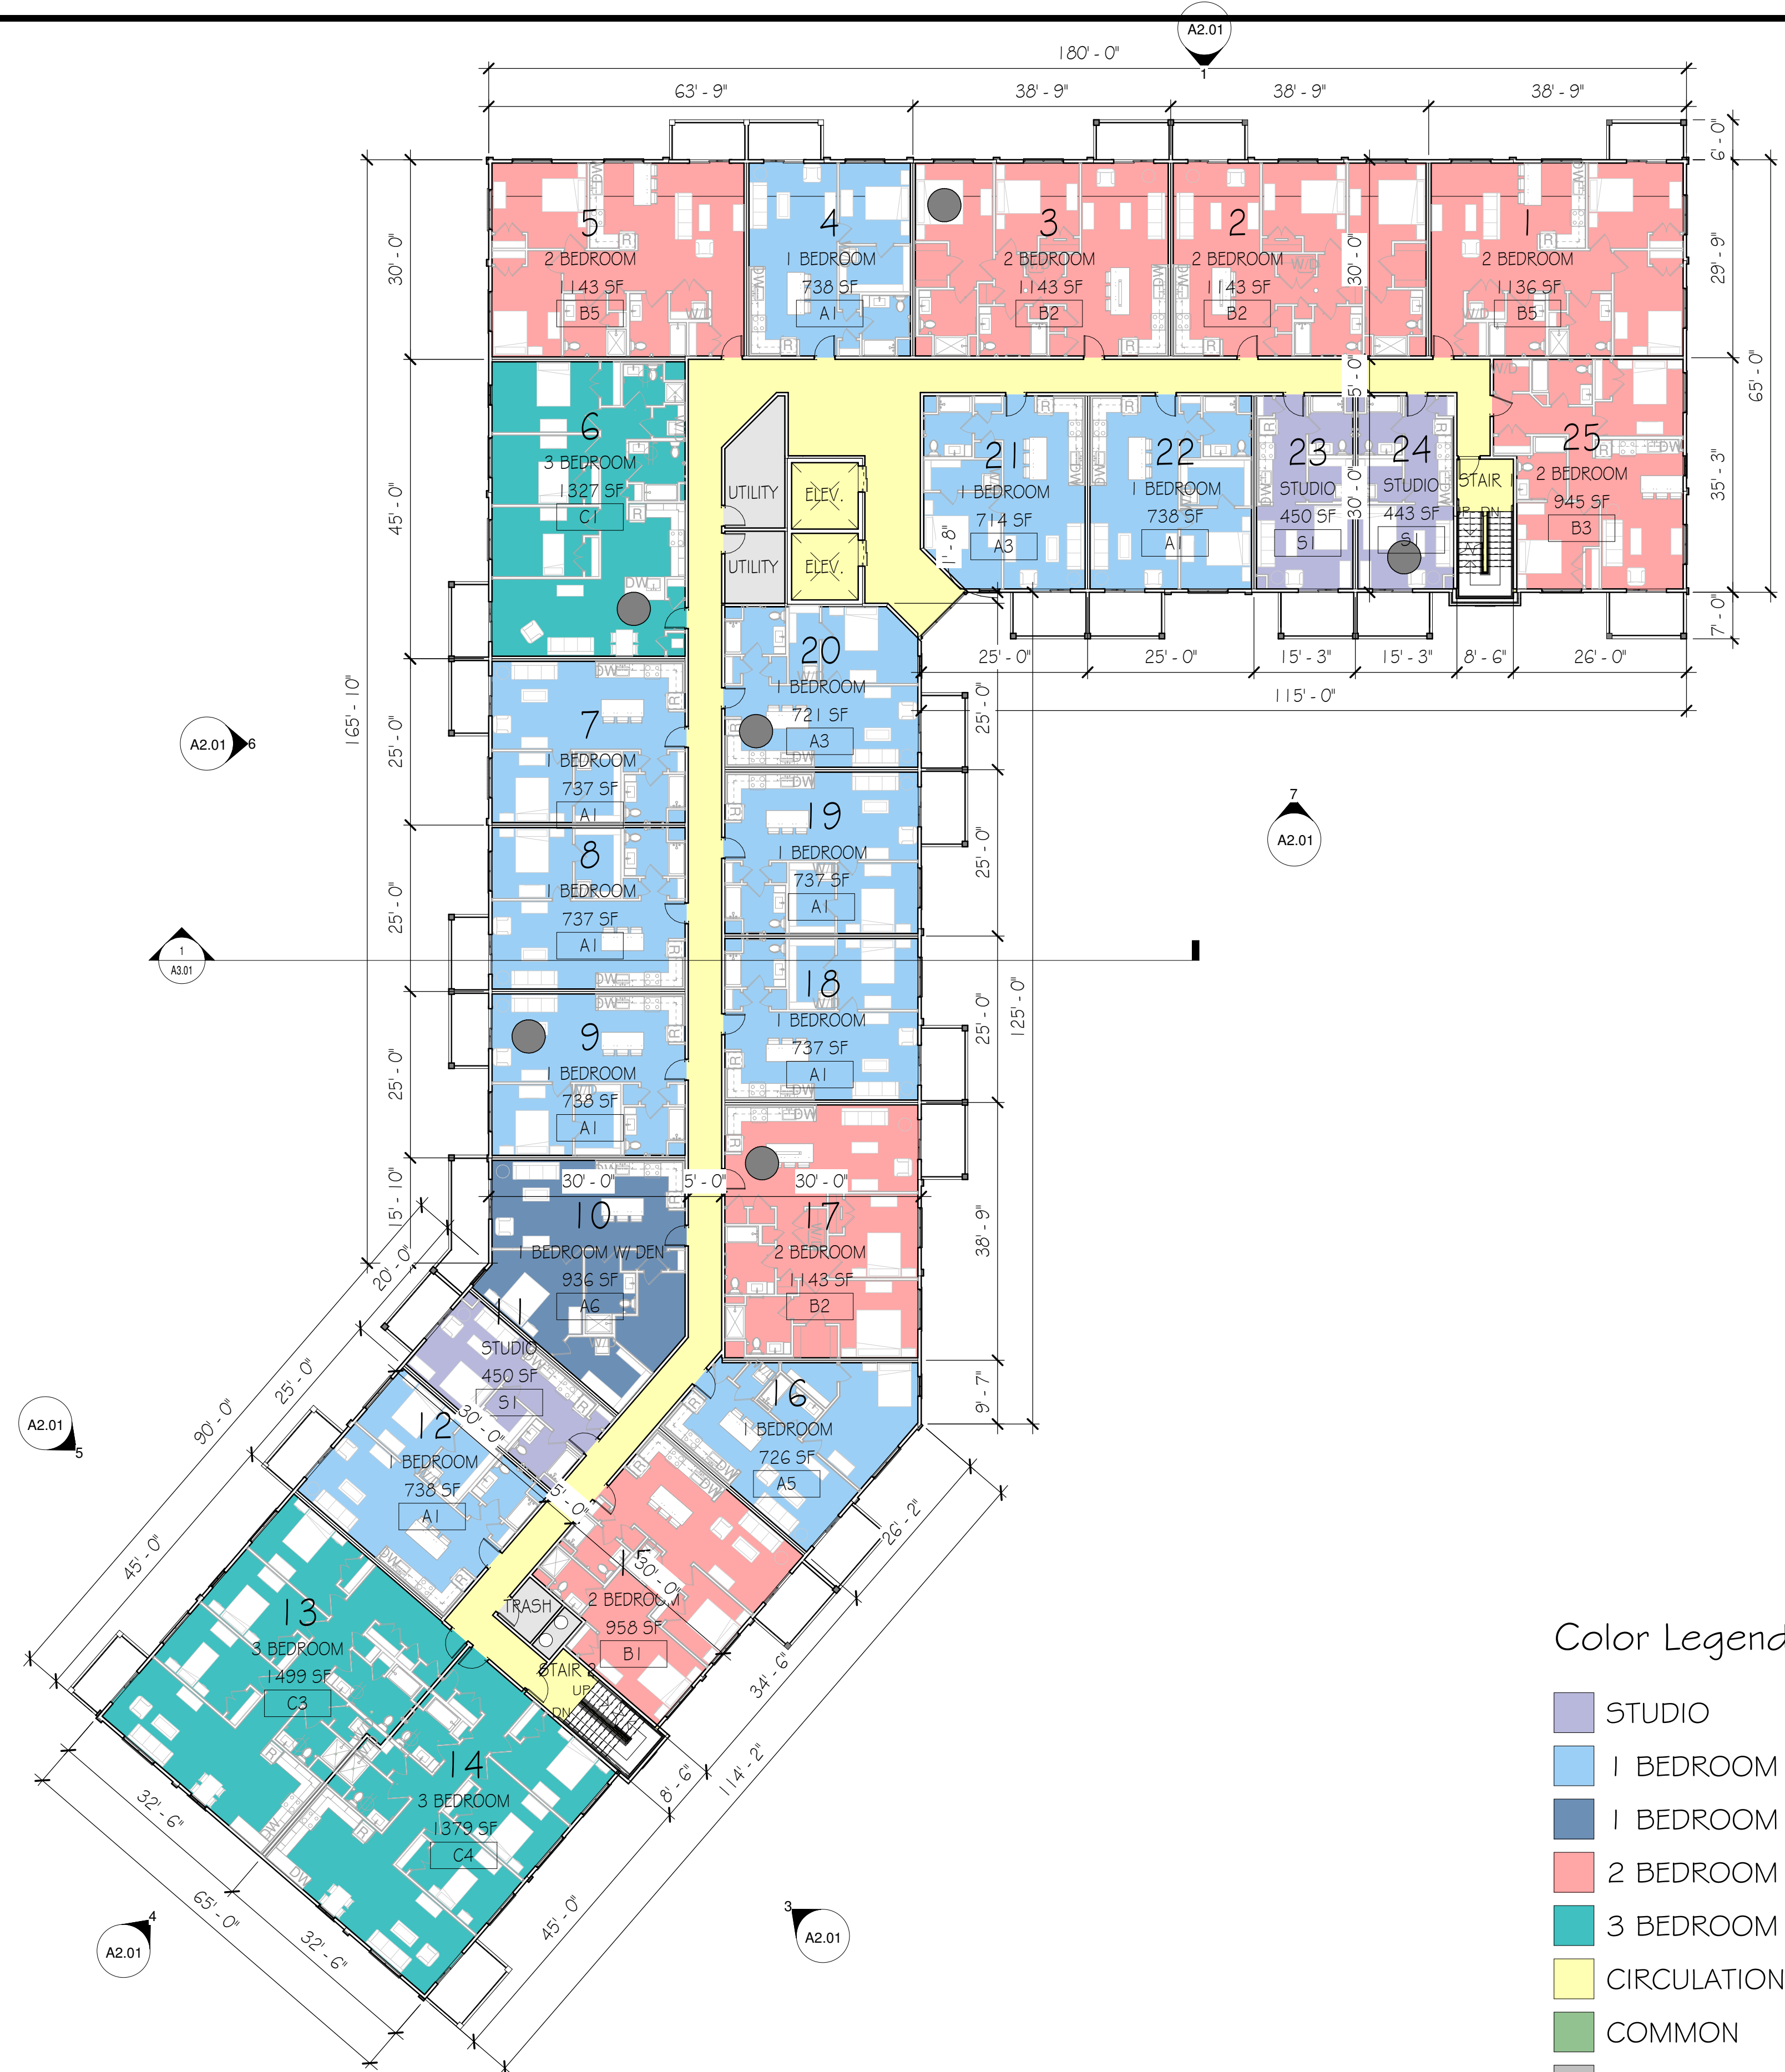 A2.01
1
180' - 0"
63' - 9"
38' - 9"
38' - 9"
38' - 9"
6' - 0"
29' - 9"
65' - 0"
35' - 3"
7' - 0"
30' - 0"
45' - 0"
165' - 10"
25' - 0"
25' - 0"
25' - 0"
15' - 10"
5
2 BEDROOM
1143 SF
B5
4
1 BEDROOM
738 SF
A1
3
2 BEDROOM
1143 SF
B2
2
2 BEDROOM
1143 SF
B2
30' - 0"
1
2 BEDROOM
1136 SF
B5
5' - 0"
30' - 0"
6
3 BEDROOM
1327 SF
C1
UTILITY
ELEV.
UTILITY
ELEV.
21
1 BEDROOM
714 SF
A3
22
1 BEDROOM
738 SF
A1
23
STUDIO
450 SF
S1
24
STUDIO
443 SF
S1
STAIR 1
UP DN
25
2 BEDROOM
945 SF
B3
25' - 0"
25' - 0"
15' - 3"
15' - 3"
8' - 6"
26' - 0"
115' - 0"
20
1 BEDROOM
721 SF
A3
7
1 BEDROOM
737 SF
A1
A2.01
6
7
A2.01
19
1 BEDROOM
737 SF
A1
8
1 BEDROOM
737 SF
A1
1
A3.01
18
1 BEDROOM
737 SF
A1
9
1 BEDROOM
738 SF
A1
25' - 0"
25' - 0"
25' - 0"
125' - 0"
38' - 9"
9' - 7"
30' - 0"
5' - 0"
30' - 0"
10
1 BEDROOM W/ DEN
936 SF
A6
17
2 BEDROOM
1143 SF
B2
11
STUDIO
450 SF
S1
16
1 BEDROOM
726 SF
A5
12
1 BEDROOM
738 SF
A1
30' - 0"
5' - 0"
30' - 0"
15
2 BEDROOM
958 SF
B1
TRASH
STAIR 2
UP
DN
13
3 BEDROOM
1499 SF
C3
14
3 BEDROOM
1379 SF
C4
20' - 0"
25' - 0"
90' - 0"
45' - 0"
A2.01
5
32' - 6"
65' - 0"
32' - 6"
4
A2.01
26' - 2"
34' - 6"
8' - 6"
114' - 2"
45' - 0"
3
A2.01
Color Legend
STUDIO
1 BEDROOM
1 BEDROOM
2 BEDROOM
3 BEDROOM
CIRCULATION
COMMON